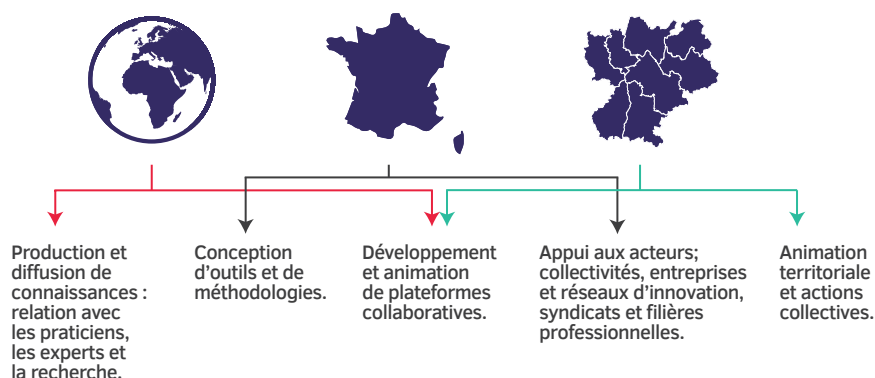 Production et
diffusion de
connaissances :
relation avec
les praticiens,
les experts et
la recherche.
Conception
d’outils et de
méthodologies.
Développement
et animation
de plateformes
collaboratives.
Appui aux acteurs;
collectivités, entreprises
et réseaux d’innovation,
syndicats et filières
professionnelles.
Animation
territoriale
et actions
collectives.